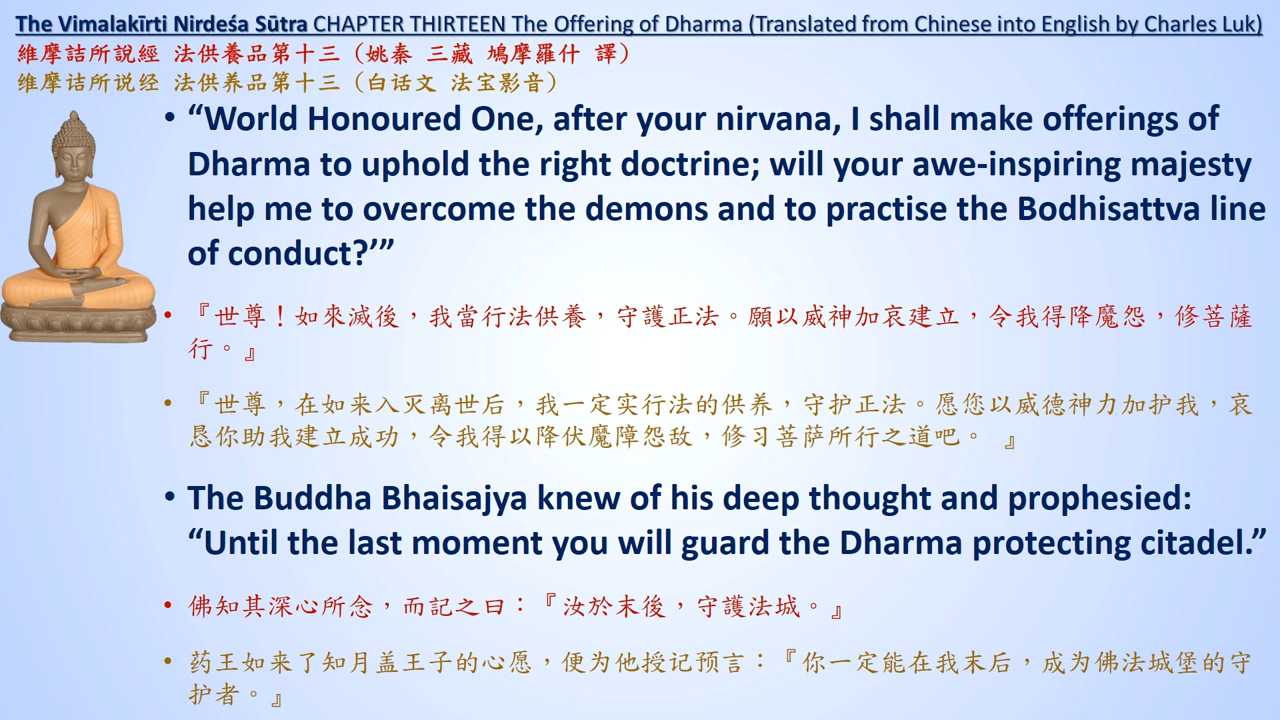 The Vimalakīrti Nirdeśa Sūtra CHAPTER THIRTEEN The Offering of Dharma (Translated from Chinese into English by Charles Luk)
維摩詰所說經 法供養品第十三（姚秦 三藏 鳩摩羅什 譯）
维摩诘所说经 法供养品第十三（白话文 法宝影音）
• “World Honoured One, after your nirvana, I shall make offerings of
Dharma to uphold the right doctrine; will your awe-inspiring majesty
help me to overcome the demons and to practise the Bodhisattva line
of conduct?’”
• 『世尊！如來滅後，我當行法供養，守護正法。願以威神加哀建立，令我得降魔怨，修菩薩
行。』
• 『世尊，在如来入灭离世后，我一定实行法的供养，守护正法。愿您以威德神力加护我，哀
恳你助我建立成功，令我得以降伏魔障怨敌，修习菩萨所行之道吧。 』
• The Buddha Bhaisajya knew of his deep thought and prophesied:
“Until the last moment you will guard the Dharma protecting citadel.”
• 佛知其深心所念，而記之曰：『汝於末後，守護法城。』
• 药王如来了知月盖王子的心愿，便为他授记预言：『你一定能在我末后，成为佛法城堡的守
护者。』